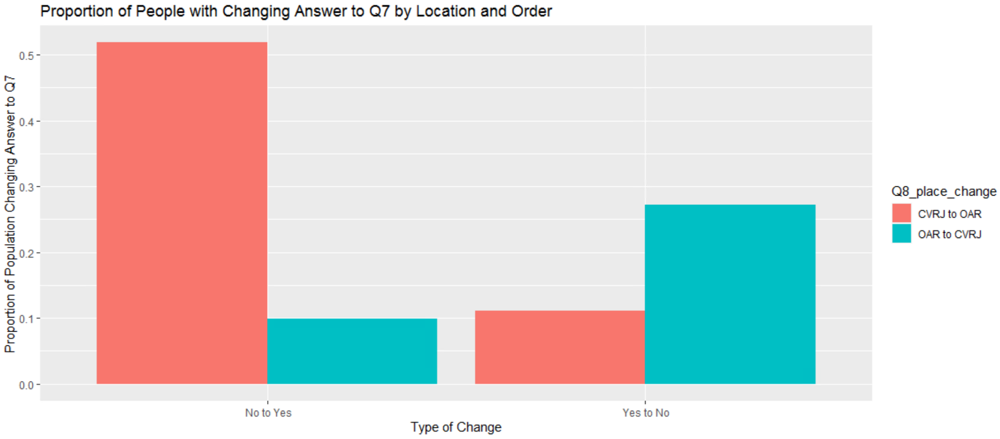 Proportion of People with Changing Answer to Q7 by Location and Order
Proportion of Population Changing Answer to Q7
0.5
0.4
0.3
0.2
0.1
0.0
No to Yes
Yes to No
Type of Change
Q8_place_change
CVRJ to OAR
OAR to CVRJ